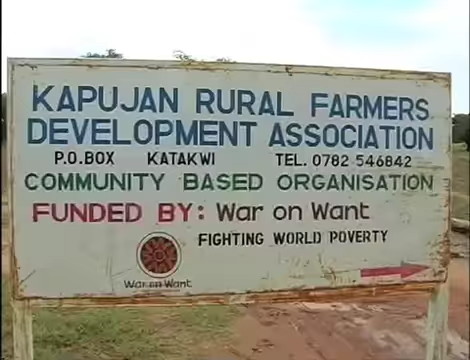 KAPUJAN RURAL FARMERS
DEVELOPMENT ASSOCIATION
P.O.BOX KATAKWI TEL. 0782 546842
COMMUNITY BASED ORGANISATION
FUNDED BY: War on Want
FIGHTING WORLD POVERTY
War on Want